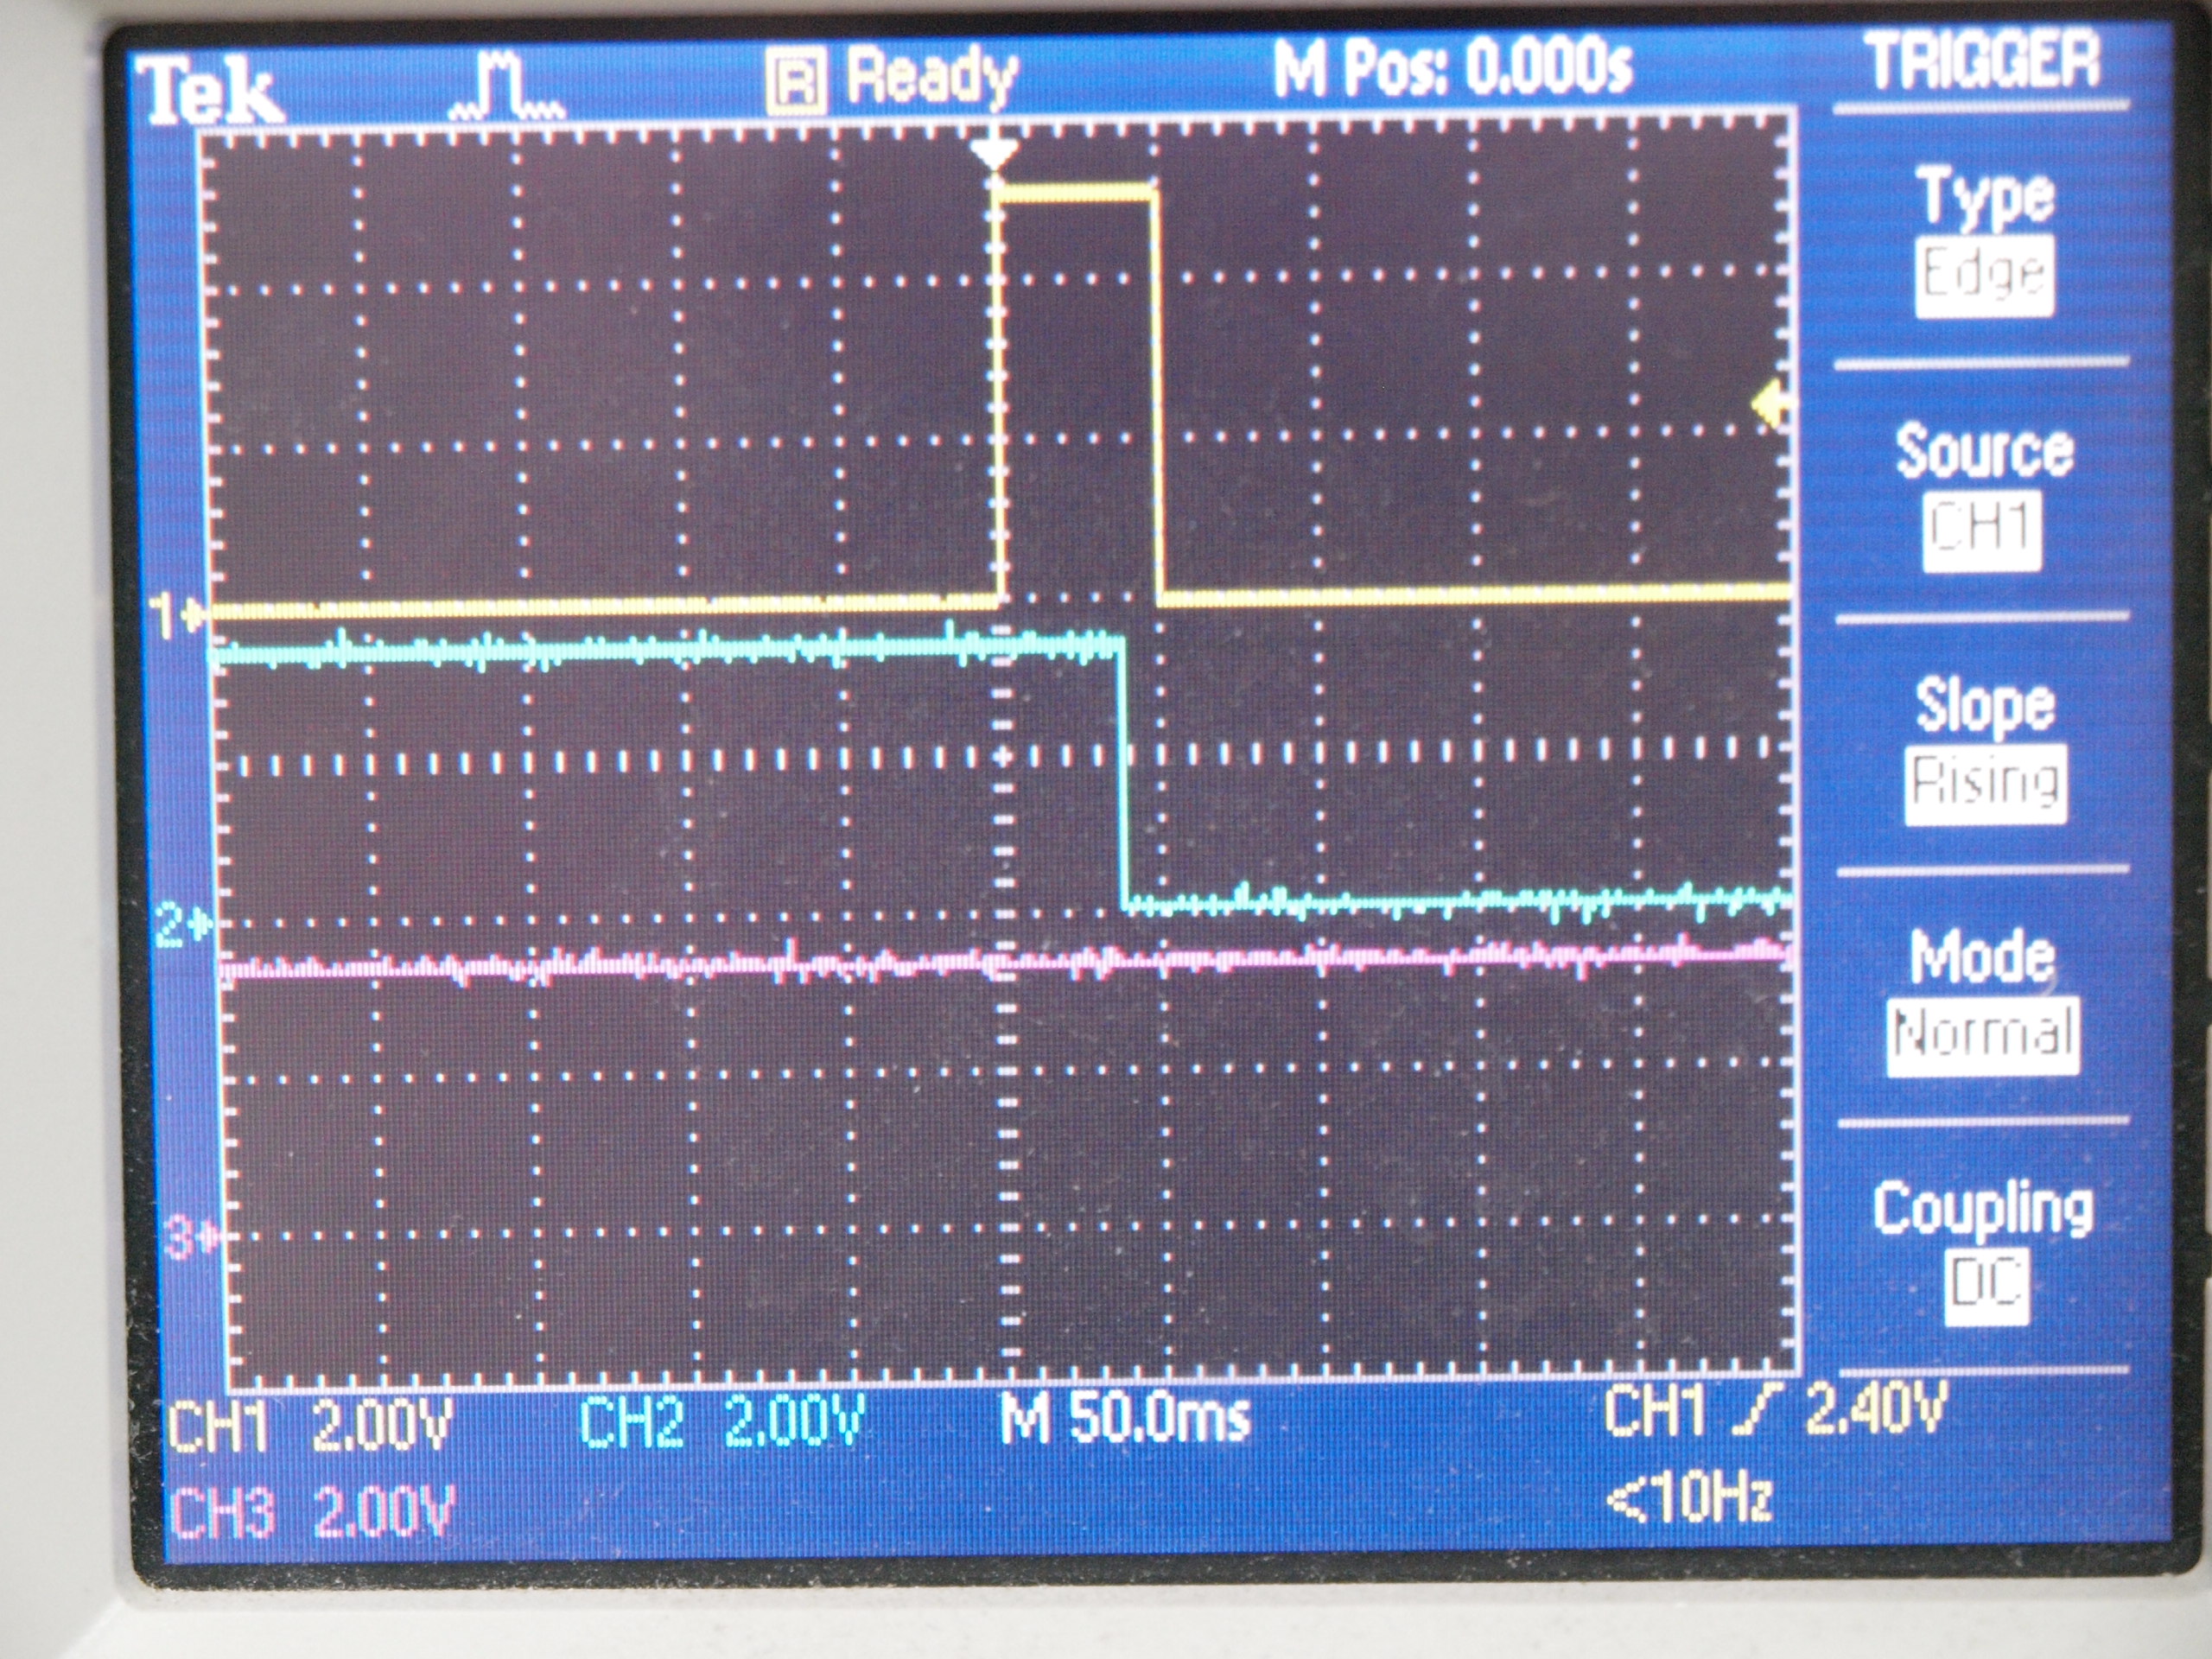 Tek R Ready M Pos: 0.000s TRIGGER
Type
Edge
Source
CH1
Slope
Rising
Mode
Normal
Coupling
DC
1
2
3
CH1 2.00V CH2 2.00V M 50.0ms CH1 2.40V
CH3 2.00V <10Hz